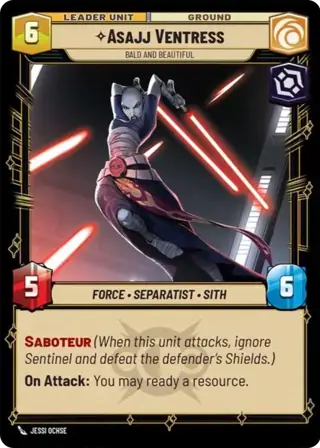 LEADER UNIT
GROUND
6
✧ASAJJ VENTRESS
BALD AND BEAUTIFUL
5
6
FORCE • SEPARATIST • SITH
SABOTEUR (When this unit attacks, ignore
Sentinel and defeat the defender's Shields.)
On Attack: You may ready a resource.
JESSI OCHSE